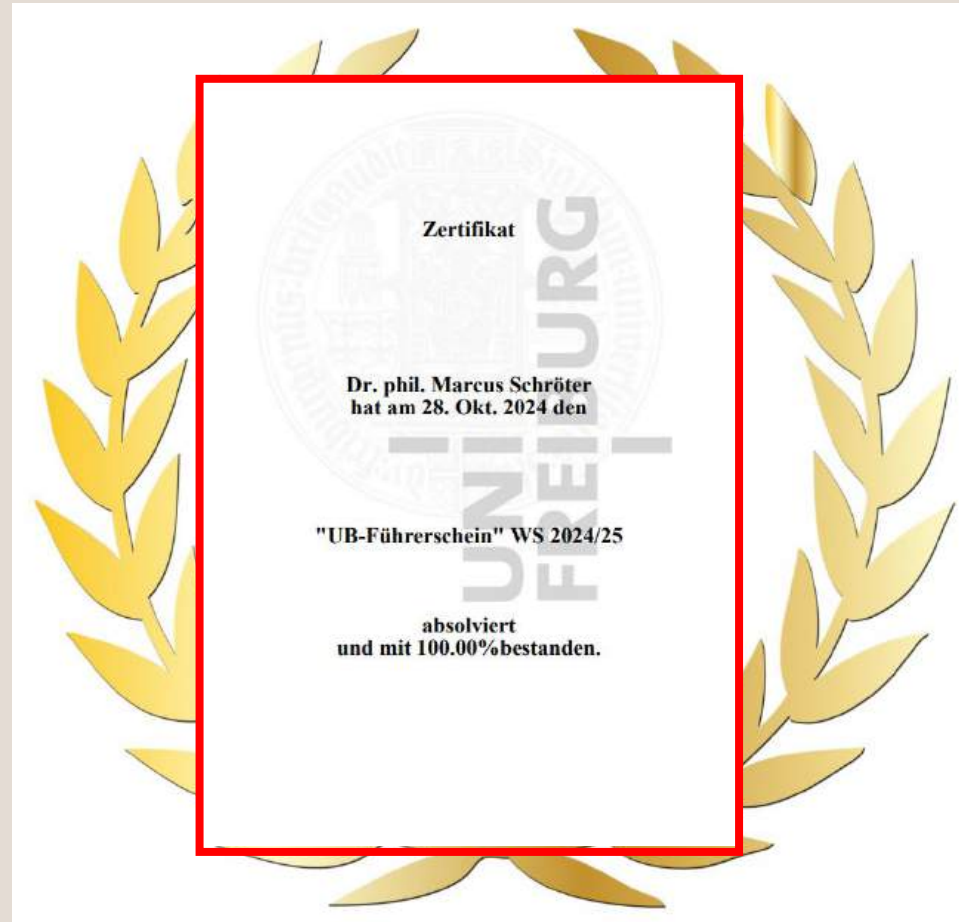 Zertifikat
Dr. phil. Marcus Schröter
hat am 28. Okt. 2024 den
"UB-Führerschein" WS 2024/25
absolviert
und mit 100.00%bestanden.
UNI
FREIBURG